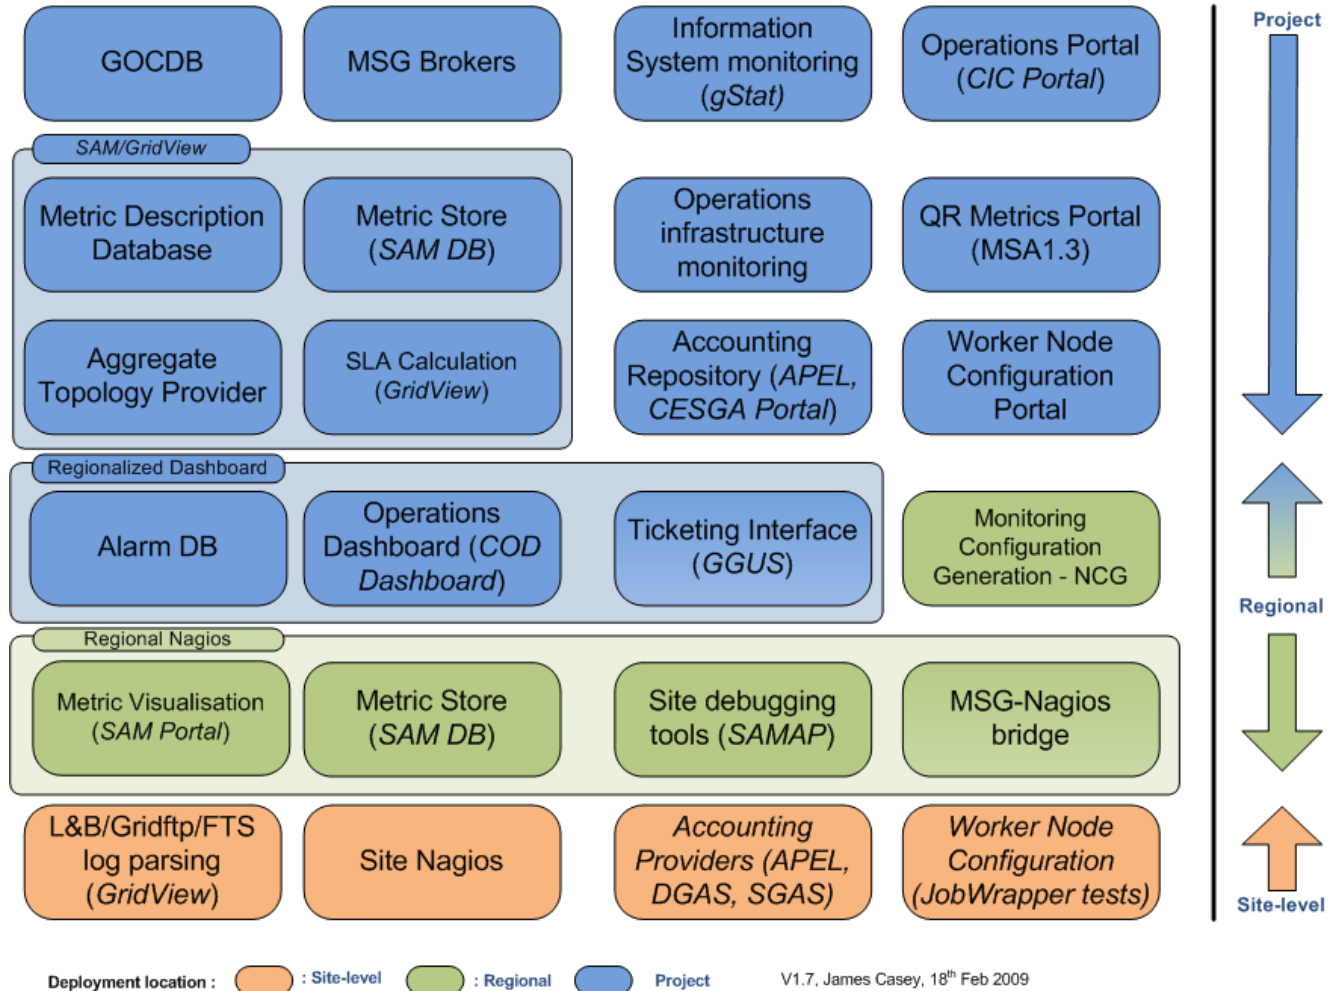 GOCDB
MSG Brokers
Information
System monitoring
(gStat)
Operations Portal
(CIC Portal)
Project
SAM/GridView
Metric Description
Database
Metric Store
(SAM DB)
Operations
infrastructure
monitoring
QR Metrics Portal
(MSA1.3)
Aggregate
Topology Provider
SLA Calculation
(GridView)
Accounting
Repository (APEL,
CESGA Portal)
Worker Node
Configuration
Portal
Regionalized Dashboard
Alarm DB
Operations
Dashboard (COD
Dashboard)
Ticketing Interface
(GGUS)
Monitoring
Configuration
Generation - NCG
Regional
Regional Nagios
Metric Visualisation
(SAM Portal)
Metric Store
(SAM DB)
Site debugging
tools (SAMAP)
MSG-Nagios
bridge
L&B/Gridftp/FTS
log parsing
(GridView)
Site Nagios
Accounting
Providers (APEL,
DGAS, SGAS)
Worker Node
Configuration
(JobWrapper tests)
Site-level
Deployment location : : Site-level : Regional Project
V1.7, James Casey, 18th Feb 2009